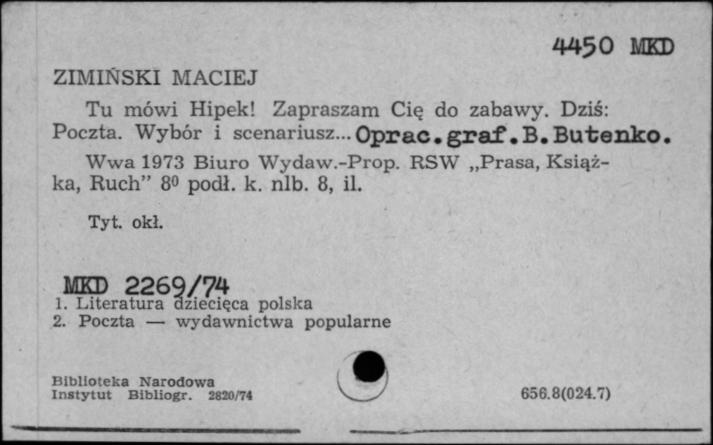 4450 MKD
ZIMIŃSKI MACIEJ
Tu mówi Hipek! Zapraszam Cię do zabawy. Dziś:
Poczta. Wybór i scenariusz... Oprac.graf.B.Butenko.
Wwa 1973 Biuro Wydaw.-Prop. RSW „Prasa, Książ-
ka, Ruch” 8⁰ podł. k. nlb. 8, il.
Tyt. okł.
MKD 2269/74
1. Literatura dziecięca polska
2. Poczta — wydawnictwa popularne
Biblioteka Narodowa
Instytut Bibliogr. 2820/74
656.8(024.7)